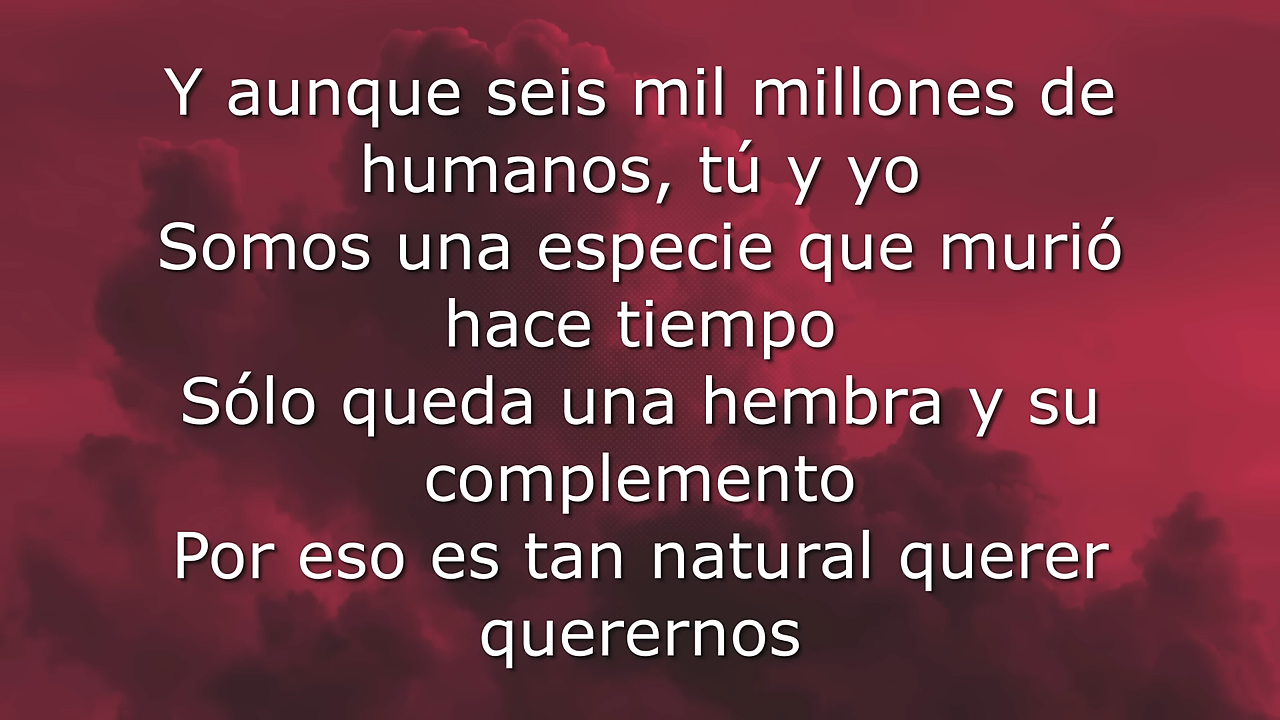 Y aunque seis mil millones de
humanos, tú y yo
Somos una especie que murió
hace tiempo
Sólo queda una hembra y su
complemento
Por eso es tan natural querer
querernos